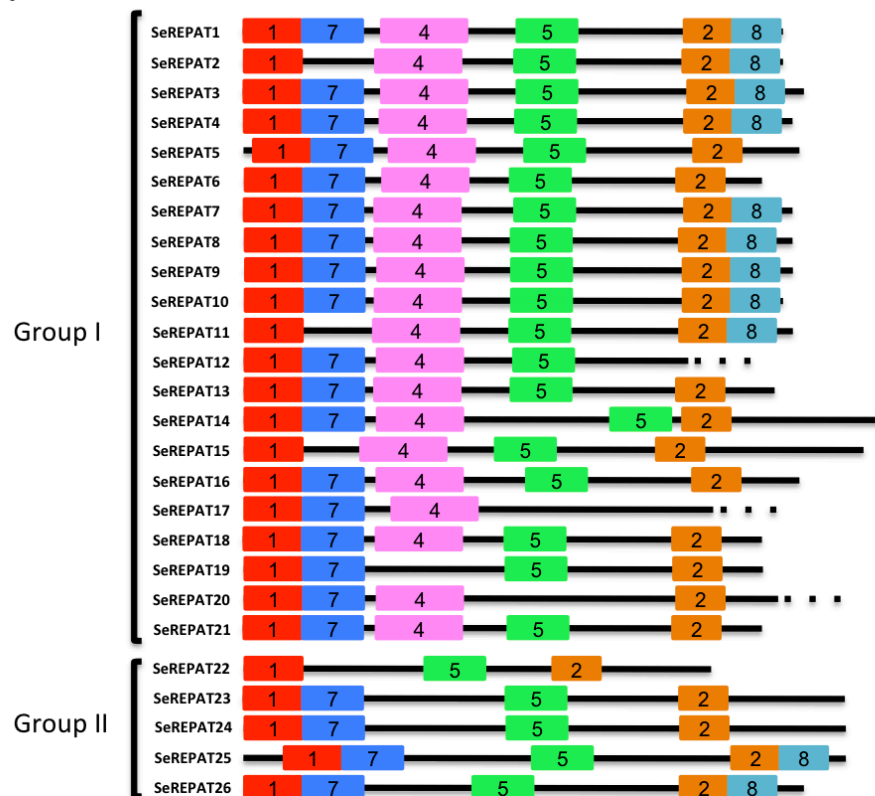 SeREPAT1 1 7 4 5 2 8
SeREPAT2 1 4 5 2 8
SeREPAT3 1 7 4 5 2 8
SeREPAT4 1 7 4 5 2 8
SeREPAT5 1 7 4 5 2
SeREPAT6 1 7 4 5 2
SeREPAT7 1 7 4 5 2 8
SeREPAT8 1 7 4 5 2 8
SeREPAT9 1 7 4 5 2 8
SeREPAT10 1 7 4 5 2 8
Group I
SeREPAT11 1 4 5 2 8
SeREPAT12 1 7 4 5
SeREPAT13 1 7 4 5 2
SeREPAT14 1 7 4 5 2
SeREPAT15 1 4 5 2
SeREPAT16 1 7 4 5 2
SeREPAT17 1 7 4
SeREPAT18 1 7 4 5 2
SeREPAT19 1 7 5 2
SeREPAT20 1 7 4 2
SeREPAT21 1 7 4 5 2
SeREPAT22 1 5 2
SeREPAT23 1 7 5 2
Group II
SeREPAT24 1 7 5 2
SeREPAT25 1 7 5 2 8
SeREPAT26 1 7 5 2 8